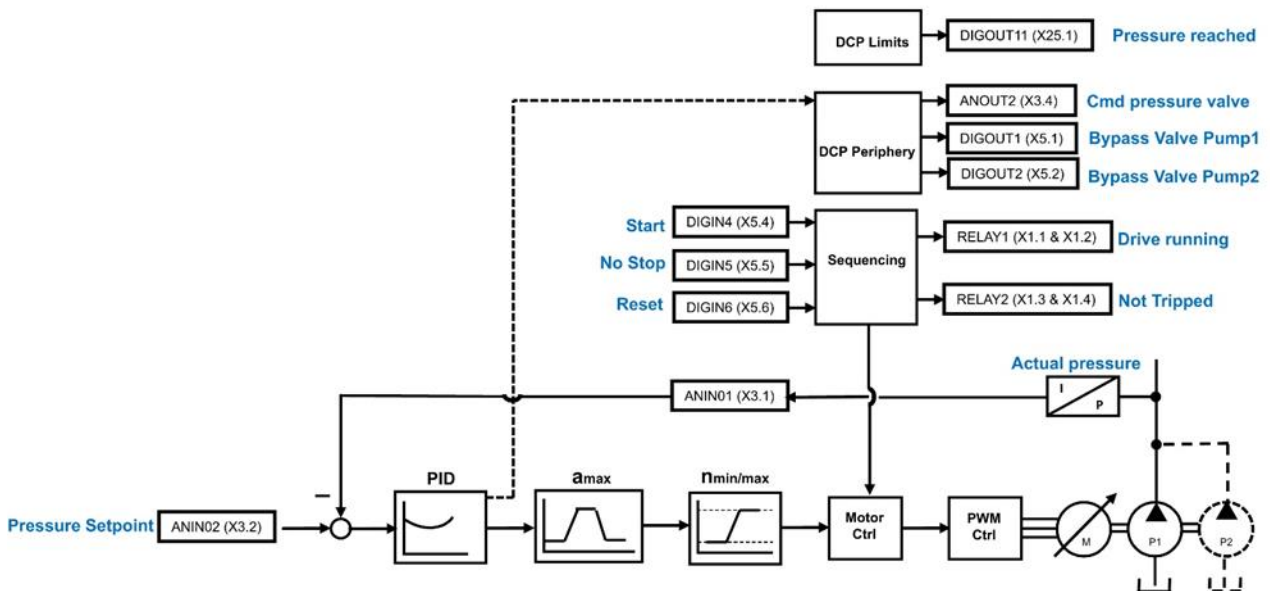 DCP Limits
DIGOUT11 (X25.1)
Pressure reached
DCP Periphery
ANOUT2 (X3.4)
Cmd pressure valve
DIGOUT1 (X5.1)
Bypass Valve Pump1
DIGOUT2 (X5.2)
Bypass Valve Pump2
Start
DIGIN4 (X5.4)
No Stop
DIGIN5 (X5.5)
Reset
DIGIN6 (X5.6)
Sequencing
RELAY1 (X1.1 & X1.2)
Drive running
RELAY2 (X1.3 & X1.4)
Not Tripped
Actual pressure
I
P
ANIN01 (X3.1)
PID
amax
nmin/max
–
Pressure Setpoint
ANIN02 (X3.2)
Motor
Ctrl
PWM
Ctrl
M
P1
P2